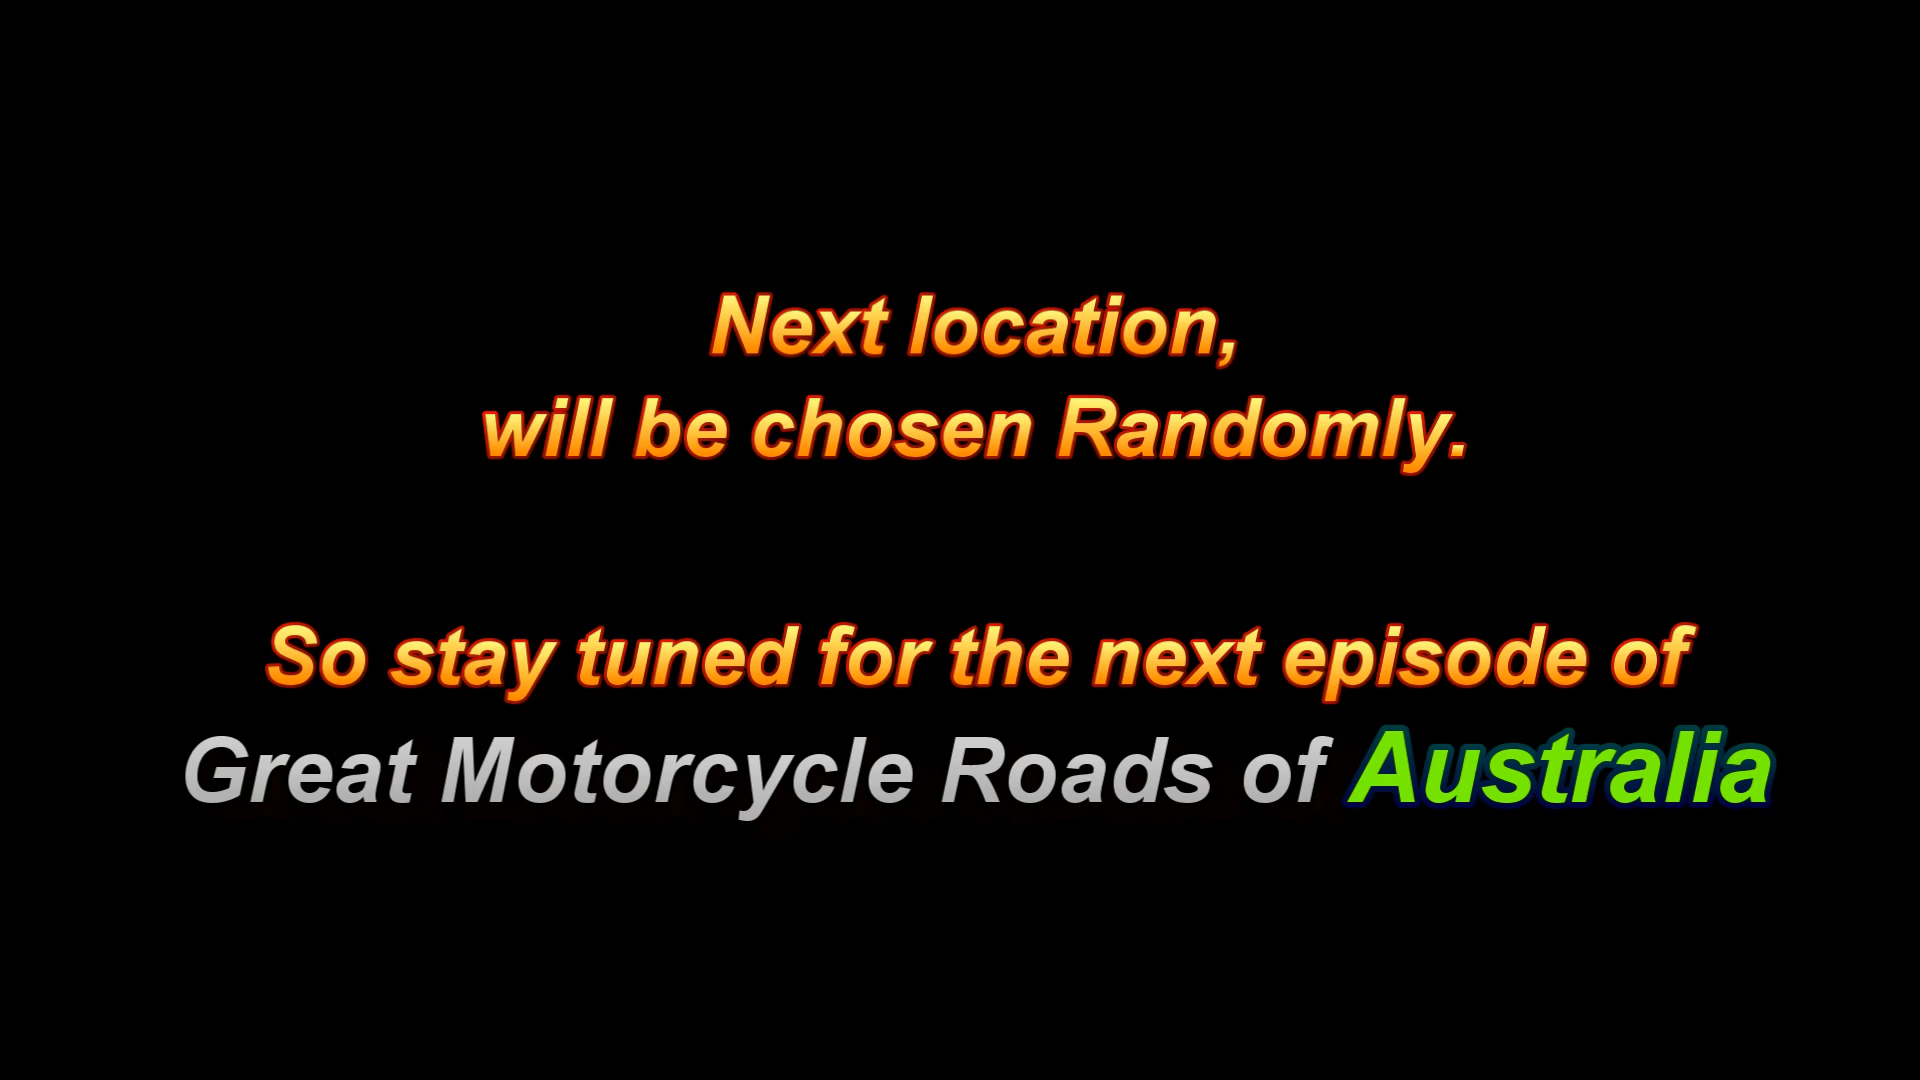 Next location,
will be chosen Randomly.
So stay tuned for the next episode of
Great Motorcycle Roads of Australia